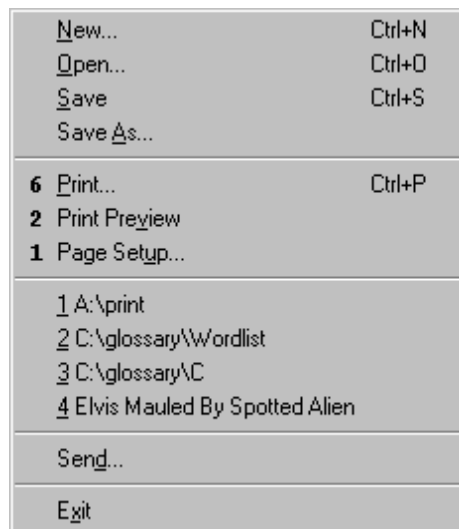 New... Ctrl+N
Open... Ctrl+O
Save Ctrl+S
Save As...
6 Print... Ctrl+P
2 Print Preview
1 Page Setup...
1 A:\print
2 C:\glossary\Wordlist
3 C:\glossary\C
4 Elvis Mauled By Spotted Alien
Send...
Exit